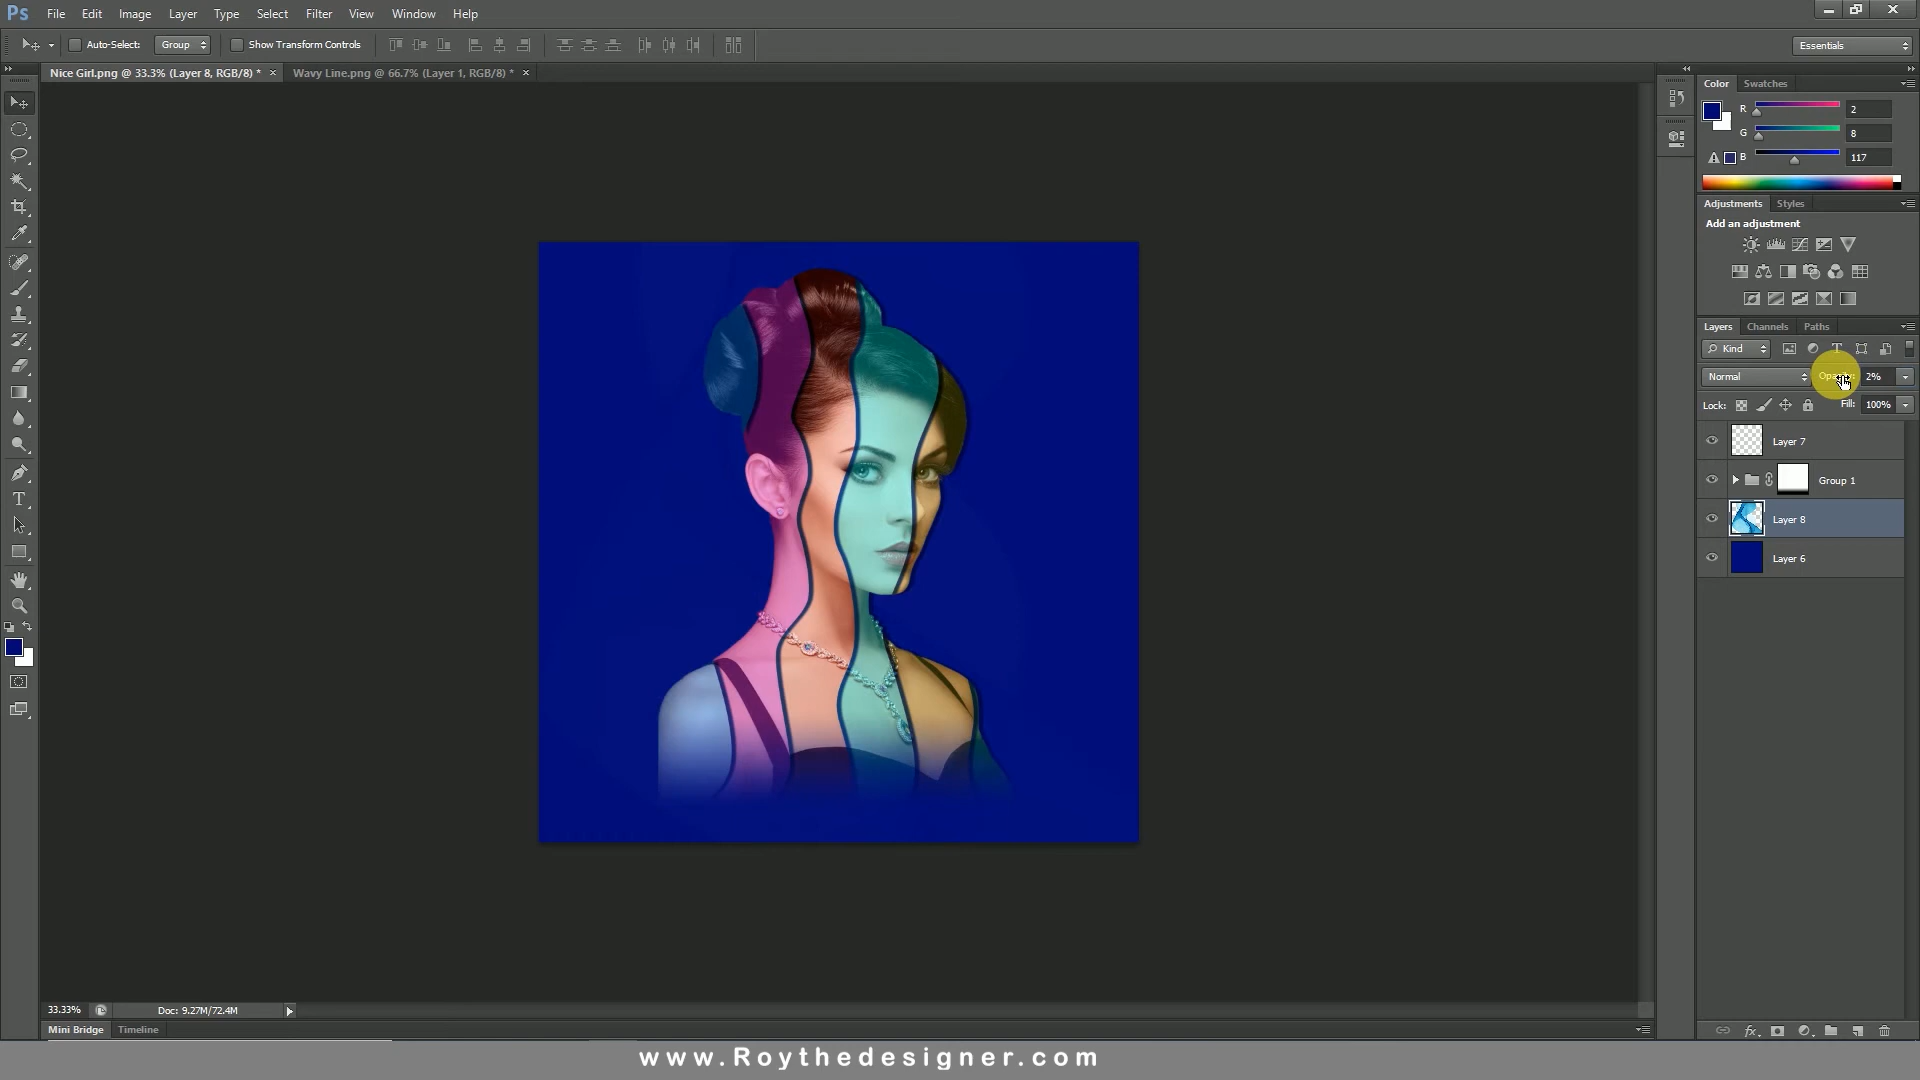 Ps File Edit Image Layer Type Select Filter View Window Help
Auto-Select: Group Show Transform Controls Essentials
Nice Girl.png @ 33.3% (Layer 8, RGB/8) * × Wavy Line.png @ 66.7% (Layer 1, RGB/8) * ×
Color Swatches
R 2
G 8
B 117
Adjustments Styles
Add an adjustment
Layers Channels Paths
Kind
Normal Opacity: 2%
Lock: Fill: 100%
Layer 7
Group 1
Layer 8
Layer 6
33.33% Doc: 9.27M/72.4M
Mini Bridge Timeline
www.Roythedesigner.com